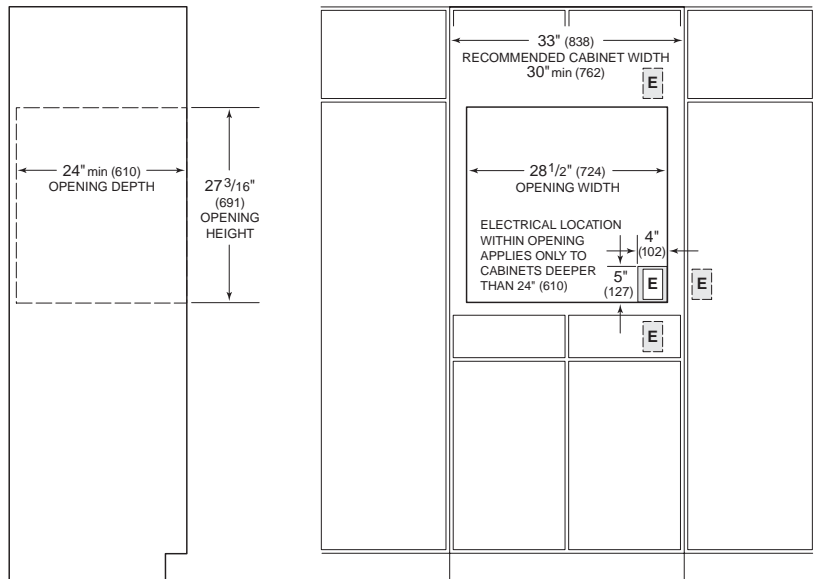 24" min (610)
OPENING DEPTH
27 3/16"
(691)
OPENING
HEIGHT
33" (838)
RECOMMENDED CABINET WIDTH
30" min (762)
E
28 1/2" (724)
OPENING WIDTH
ELECTRICAL LOCATION
WITHIN OPENING
APPLIES ONLY TO
CABINETS DEEPER
THAN 24" (610)
4"
(102)
5"
(127)
E
E
E